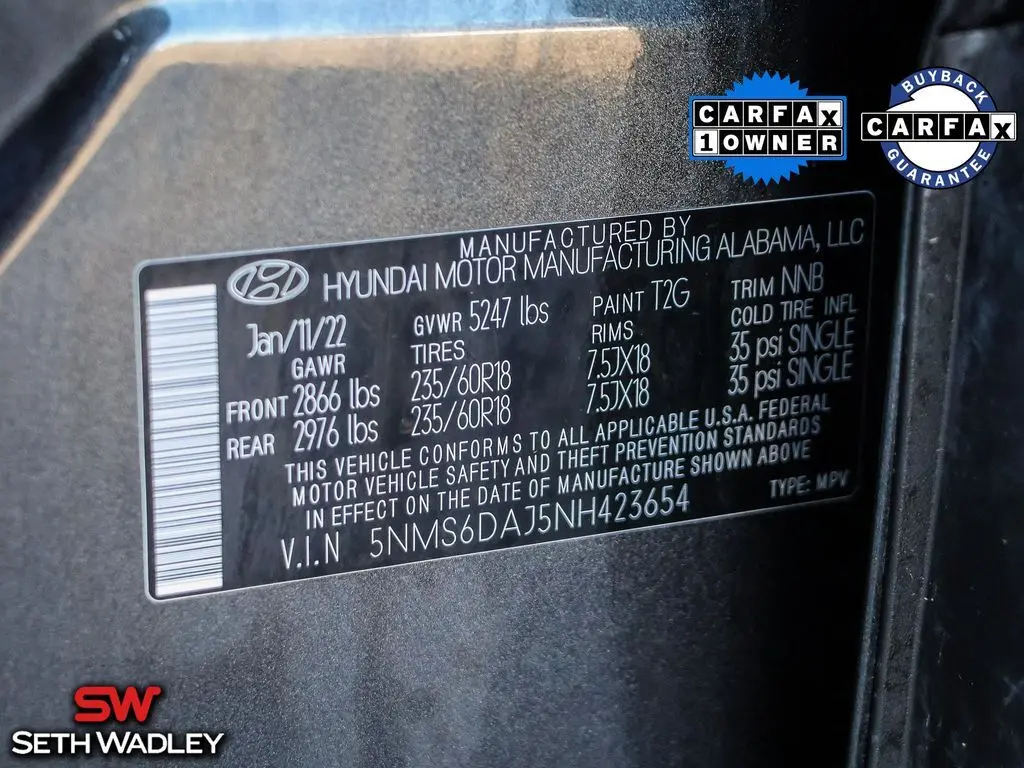 BUYBACK
CARFAX
1 OWNER
CARFAX
GUARANTEE
MANUFACTURED BY
HYUNDAI MOTOR MANUFACTURING ALABAMA, LLC
Jan/11/22 GVWR 5247 lbs PAINT T2G TRIM NNB
GAWR TIRES RIMS COLD TIRE INFL
FRONT 2866 lbs 235/60R18 7.5JX18 35 psi SINGLE
REAR 2976 lbs 235/60R18 7.5JX18 35 psi SINGLE
THIS VEHICLE CONFORMS TO ALL APPLICABLE U.S.A. FEDERAL
MOTOR VEHICLE SAFETY AND THEFT PREVENTION STANDARDS
IN EFFECT ON THE DATE OF MANUFACTURE SHOWN ABOVE
V.I.N 5NMS6DAJ5NH423654 TYPE: MPV
SW
SETH WADLEY